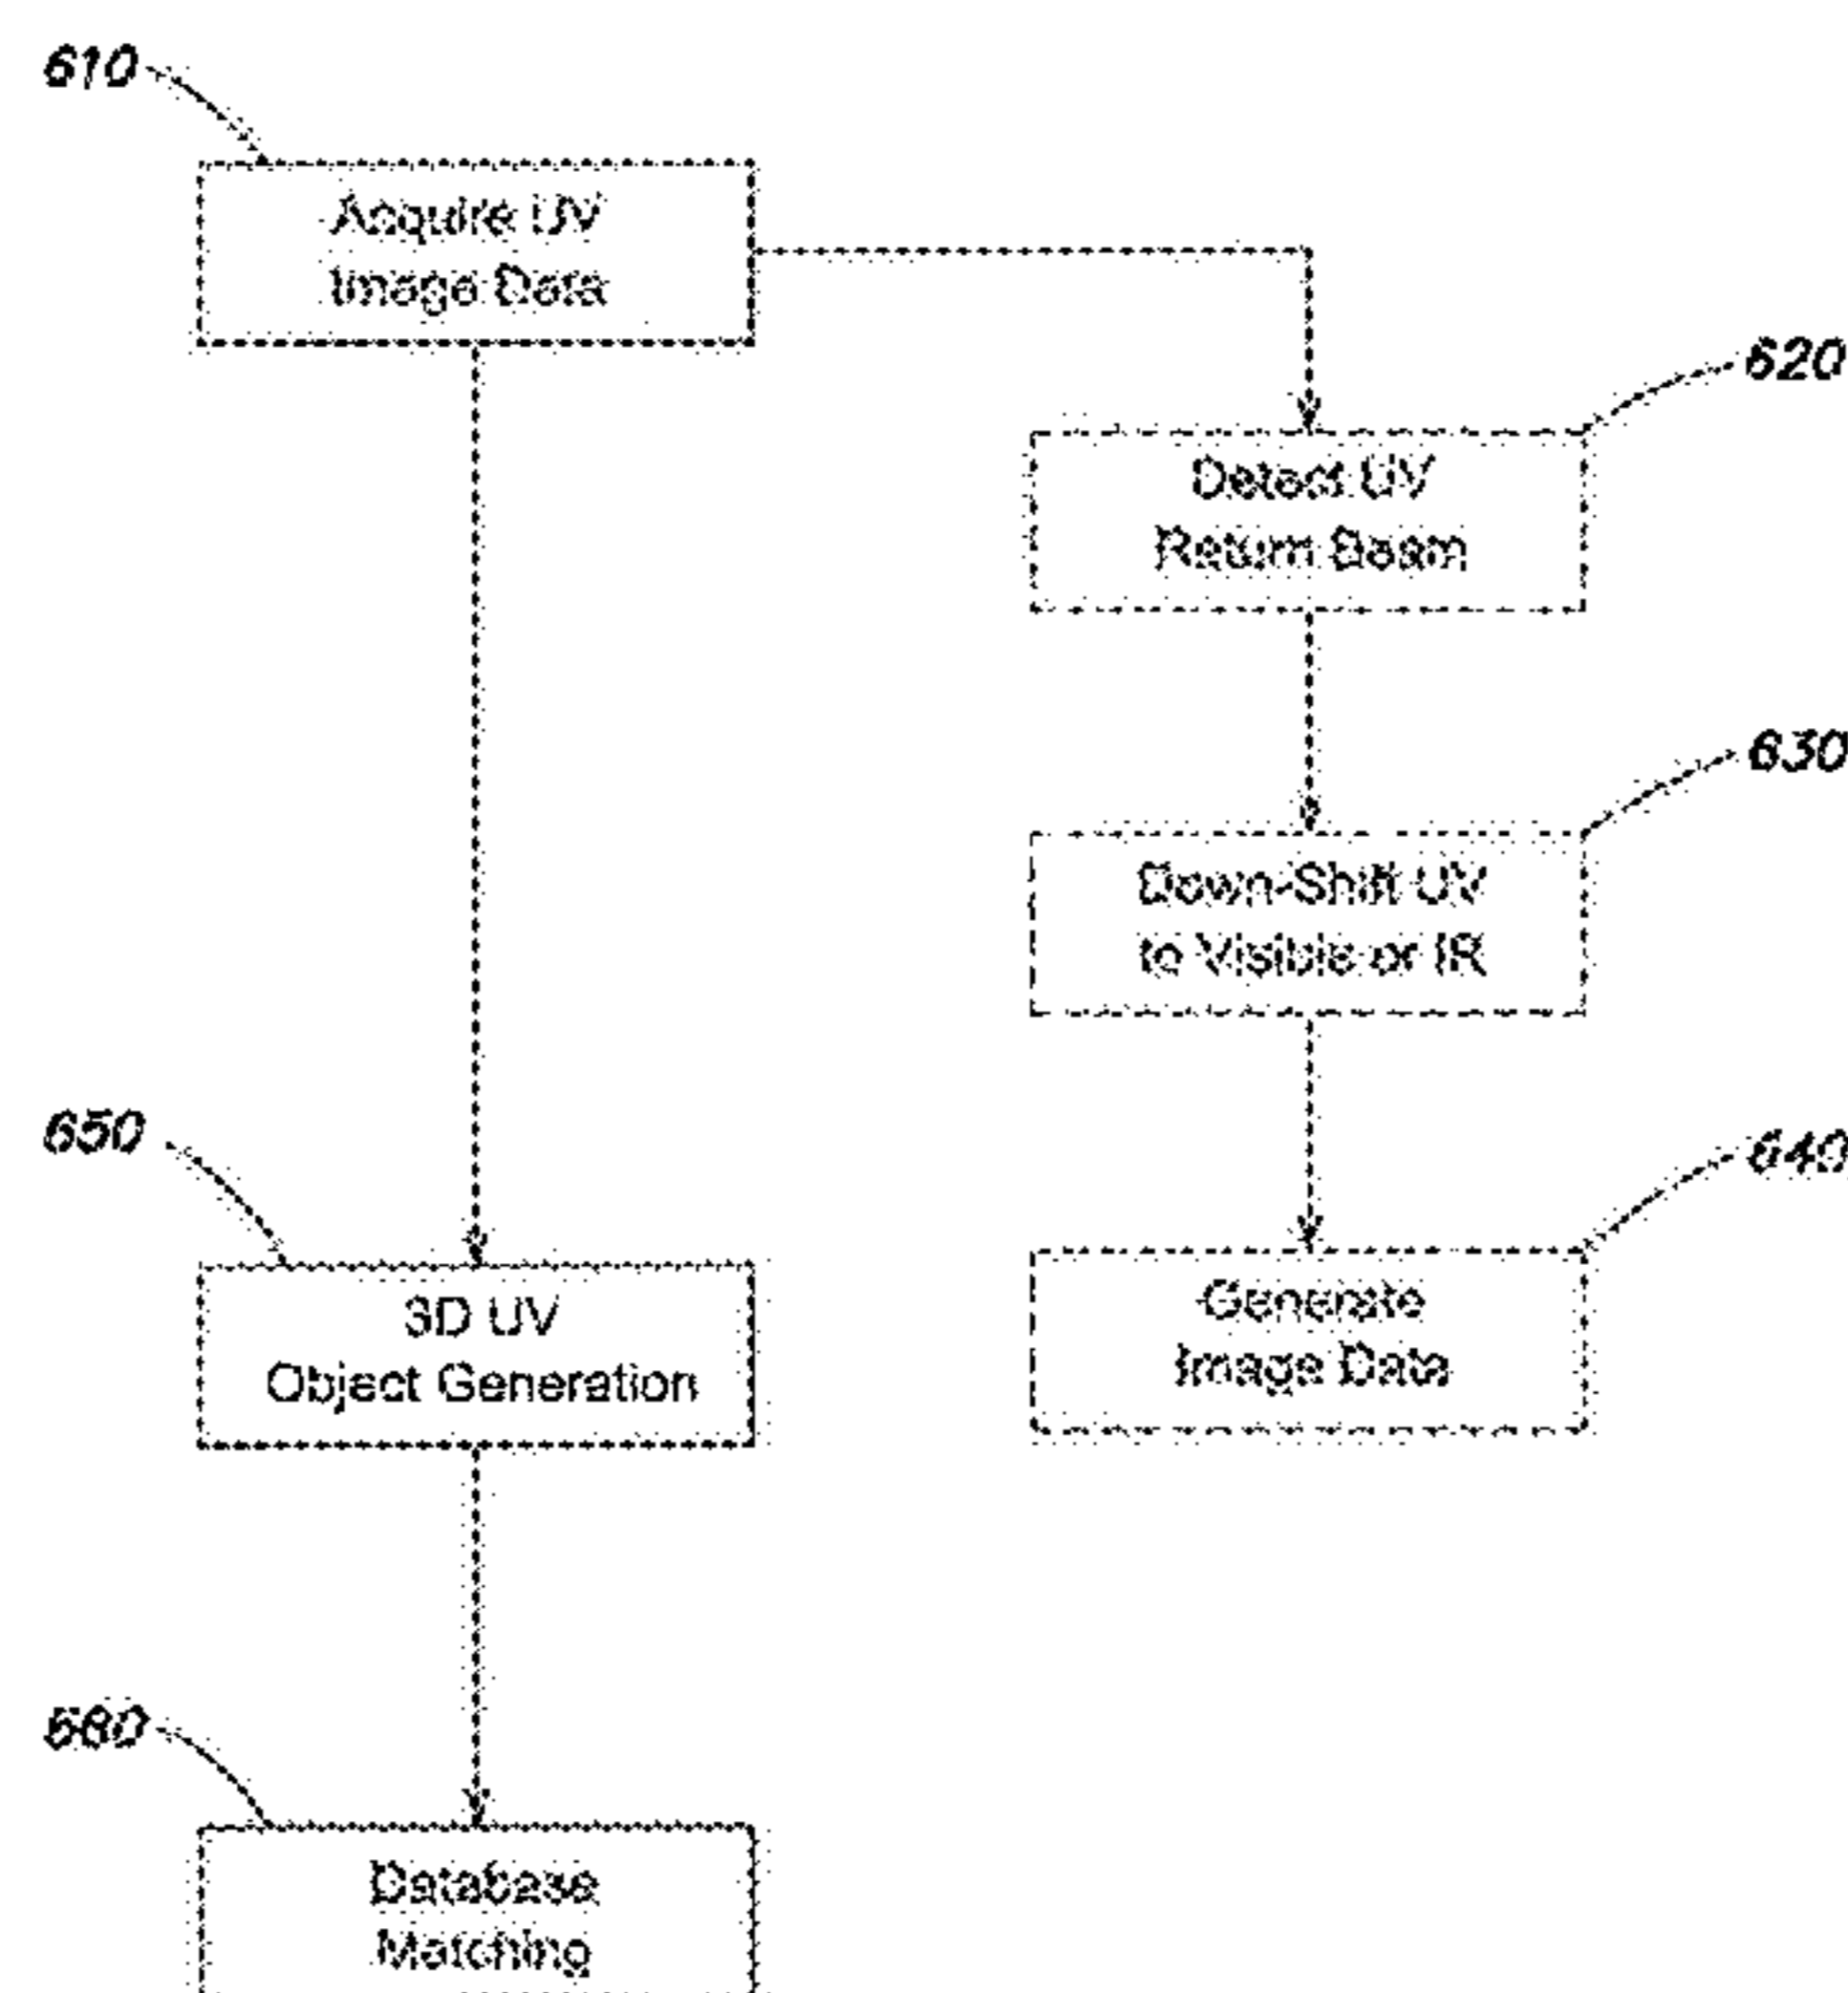 610
Acquire UV
Image Data
620
Detect UV
Return Beam
630
Down-Shift UV
to Visible or IR
650
640
3D UV
Object Generation
Generate
Image Data
660
Database
Matching